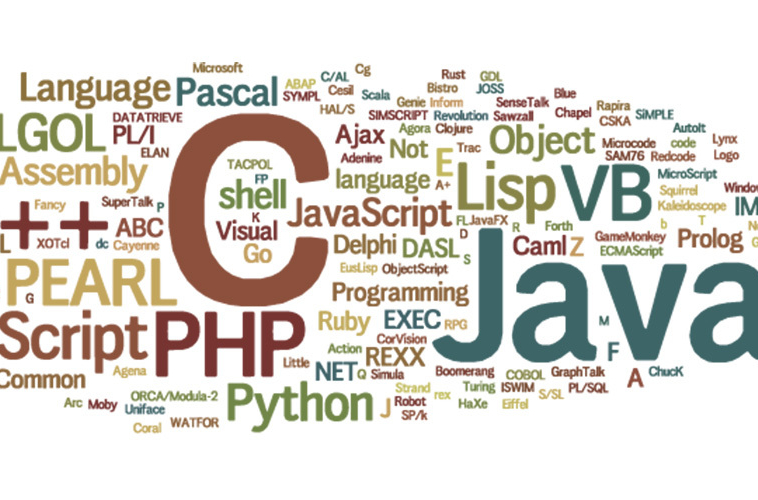 Microsoft
Language
Pascal
ABAP
C/AL
Cg
SYMPL
Cesil
Scala
Rust
GDL
Bistro
JOSS
HAL/S
Genie
Inform
SenseTalk
Blue
LGOL
DATATRIEVE
PL/I
SIMSCRIPT
Revolution
Sawzall
Chapel
Rapira
CSKA
SiMPLE
ELAN
Ajax
Agora
Clojure
Object
AutoIt
Assembly
TACPOL
Adenine
Not
E
Trac
Microcode
code
Lynx
SAM76
Redcode
Logo
FP
shell
language
A+
Lisp
VB
MicroScript
Squirrel
Window
Fancy
SuperTalk
P
C
K
JavaScript
FL
JavaFX
R
Forth
Kaleidoscope
IM
++
ABC
Visual
D
b
T
L
XOTcl
dc
Cayenne
Go
Delphi
DASL
S
Caml
Z
GameMonkey
ECMAScript
Prolog
EusLisp
ObjectScript
PEARL
G
Programming
Java
Script
PHP
Ruby
EXEC
RPG
M
CorVision
Action
REXX
F
Common
Agena
Little
NET
Q
Simula
Boomerang
COBOL
GraphTalk
A
ChucK
Arc
Moby
ORCA/Modula-2
Uniface
Python
Strand
rex
Turing
ISWIM
PL/SQL
S/SL
J
Robot
SP/k
HaXe
Eiffel
Coral
WATFOR